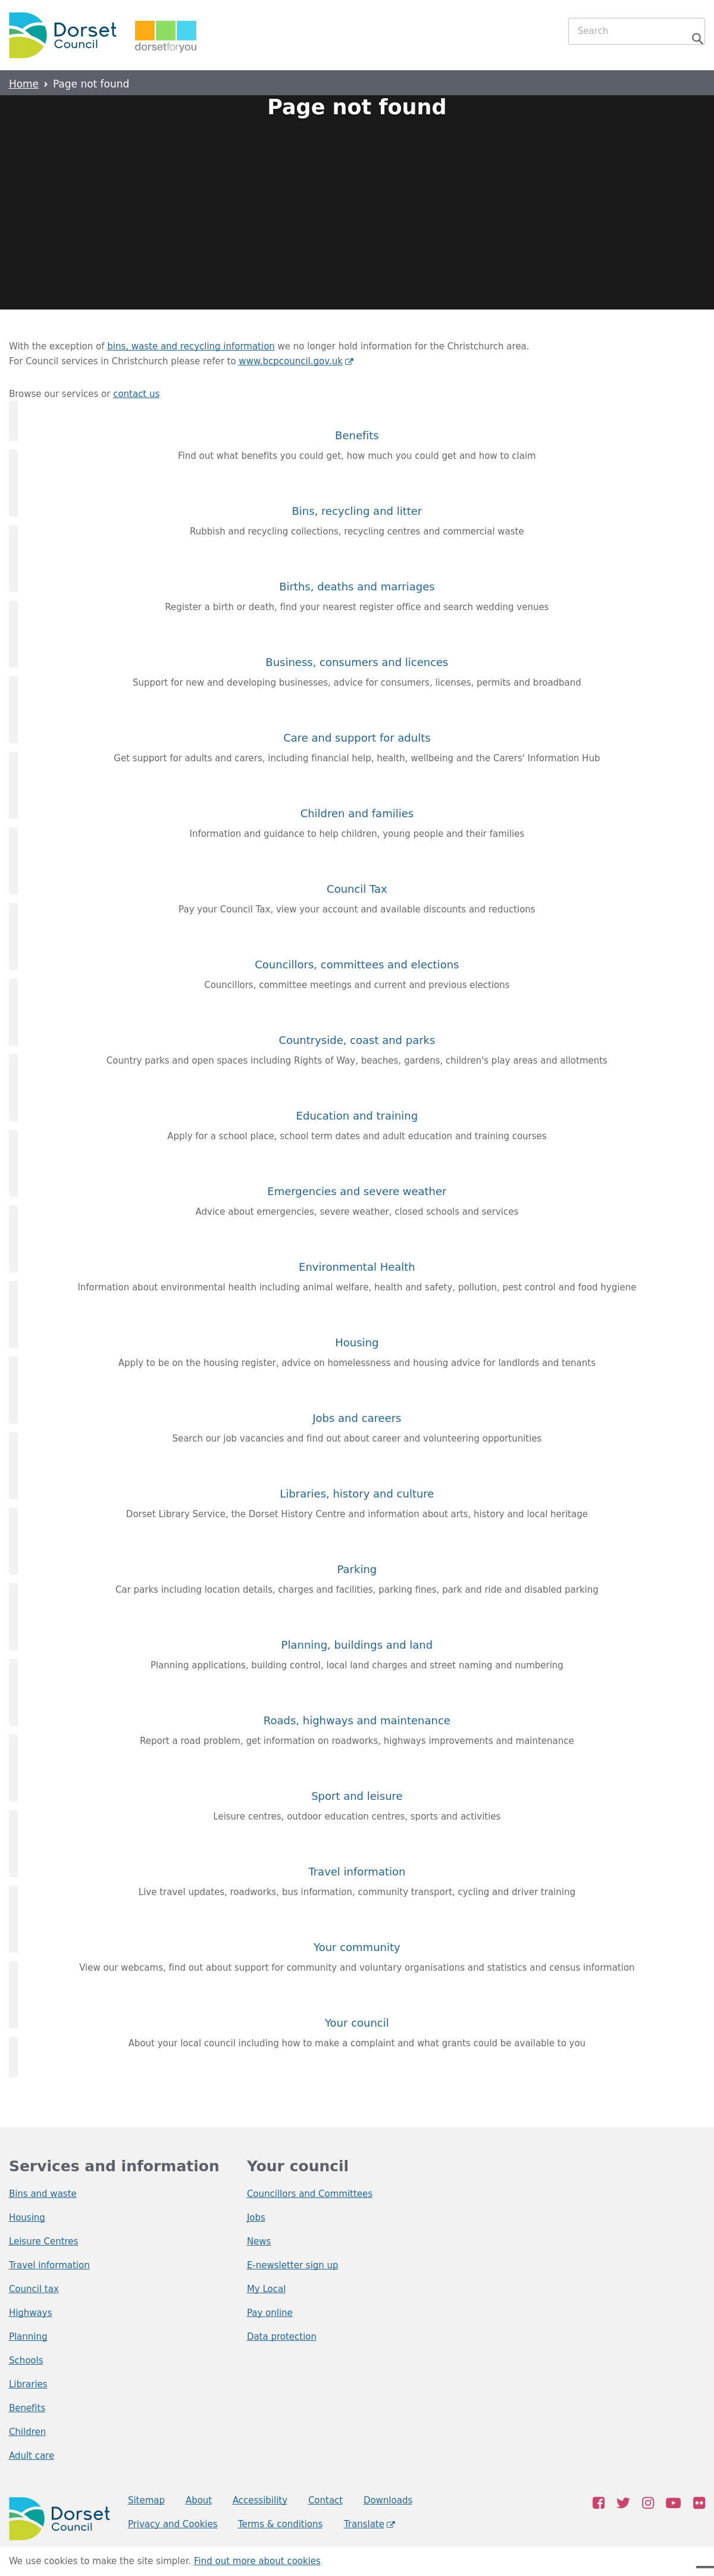 Dorset
Council
dorsetforyou
Search
Home › Page not found
Page not found
With the exception of bins, waste and recycling information we no longer hold information for the Christchurch area.
For Council services in Christchurch please refer to www.bcpcouncil.gov.uk
Browse our services or contact us
Benefits
Find out what benefits you could get, how much you could get and how to claim
Bins, recycling and litter
Rubbish and recycling collections, recycling centres and commercial waste
Births, deaths and marriages
Register a birth or death, find your nearest register office and search wedding venues
Business, consumers and licences
Support for new and developing businesses, advice for consumers, licenses, permits and broadband
Care and support for adults
Get support for adults and carers, including financial help, health, wellbeing and the Carers' Information Hub
Children and families
Information and guidance to help children, young people and their families
Council Tax
Pay your Council Tax, view your account and available discounts and reductions
Councillors, committees and elections
Councillors, committee meetings and current and previous elections
Countryside, coast and parks
Country parks and open spaces including Rights of Way, beaches, gardens, children's play areas and allotments
Education and training
Apply for a school place, school term dates and adult education and training courses
Emergencies and severe weather
Advice about emergencies, severe weather, closed schools and services
Environmental Health
Information about environmental health including animal welfare, health and safety, pollution, pest control and food hygiene
Housing
Apply to be on the housing register, advice on homelessness and housing advice for landlords and tenants
Jobs and careers
Search our job vacancies and find out about career and volunteering opportunities
Libraries, history and culture
Dorset Library Service, the Dorset History Centre and information about arts, history and local heritage
Parking
Car parks including location details, charges and facilities, parking fines, park and ride and disabled parking
Planning, buildings and land
Planning applications, building control, local land charges and street naming and numbering
Roads, highways and maintenance
Report a road problem, get information on roadworks, highways improvements and maintenance
Sport and leisure
Leisure centres, outdoor education centres, sports and activities
Travel information
Live travel updates, roadworks, bus information, community transport, cycling and driver training
Your community
View our webcams, find out about support for community and voluntary organisations and statistics and census information
Your council
About your local council including how to make a complaint and what grants could be available to you
Services and information
Bins and waste
Housing
Leisure Centres
Travel information
Council tax
Highways
Planning
Schools
Libraries
Benefits
Children
Adult care
Your council
Councillors and Committees
Jobs
News
E-newsletter sign up
My Local
Pay online
Data protection
Dorset
Council
Sitemap About Accessibility Contact Downloads
Privacy and Cookies Terms & conditions Translate
We use cookies to make the site simpler. Find out more about cookies